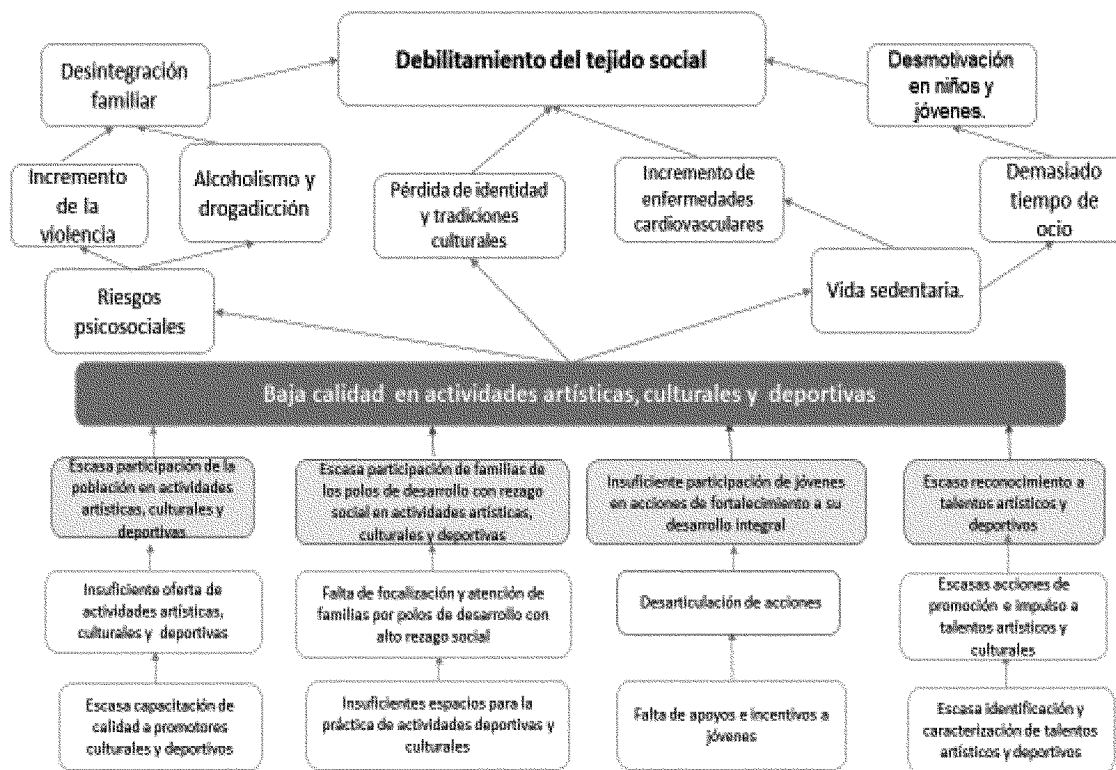 Debilitamiento del tejido social
Desintegración
familiar
Desmotivación
en niños y
jóvenes.
Incremento
de la
violencia
Alcoholismo y
drogadicción
Pérdida de identidad
y tradiciones
culturales
Incremento de
enfermedades
cardiovasculares
Demasiado
tiempo de
ocio
Riesgos
psicosociales
Vida sedentaria.
Baja calidad en actividades artísticas, culturales y deportivas
Escasa participación de la
población en actividades
artísticas, culturales y
deportivas
Escasa participación de familias de
los polos de desarrollo con rezago
social en actividades artísticas,
culturales y deportivas
Insuficiente participación de jóvenes
en acciones de fortalecimiento a su
desarrollo integral
Escaso reconocimiento a
talentos artísticos y
deportivos
Insuficiente oferta de
actividades artísticas,
culturales y deportivas
Falta de focalización y atención de
familias por polos de desarrollo con
alto rezago social
Desarticulación de acciones
Escasas acciones de
promoción e impulso a
talentos artísticos y
culturales
Escasa capacitación de
calidad a promotores
culturales y deportivos
Insuficientes espacios para la
práctica de actividades deportivas y
culturales
Falta de apoyos e incentivos a
jóvenes
Escasa identificación y
caracterización de talentos
artísticos y deportivos